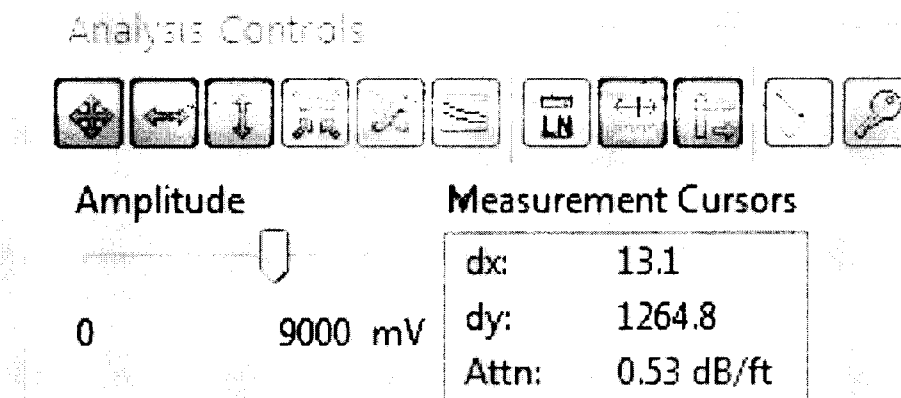 Analysis Controls
LN
Amplitude
0 9000 mV
Measurement Cursors
dx: 13.1
dy: 1264.8
Attn: 0.53 dB/ft